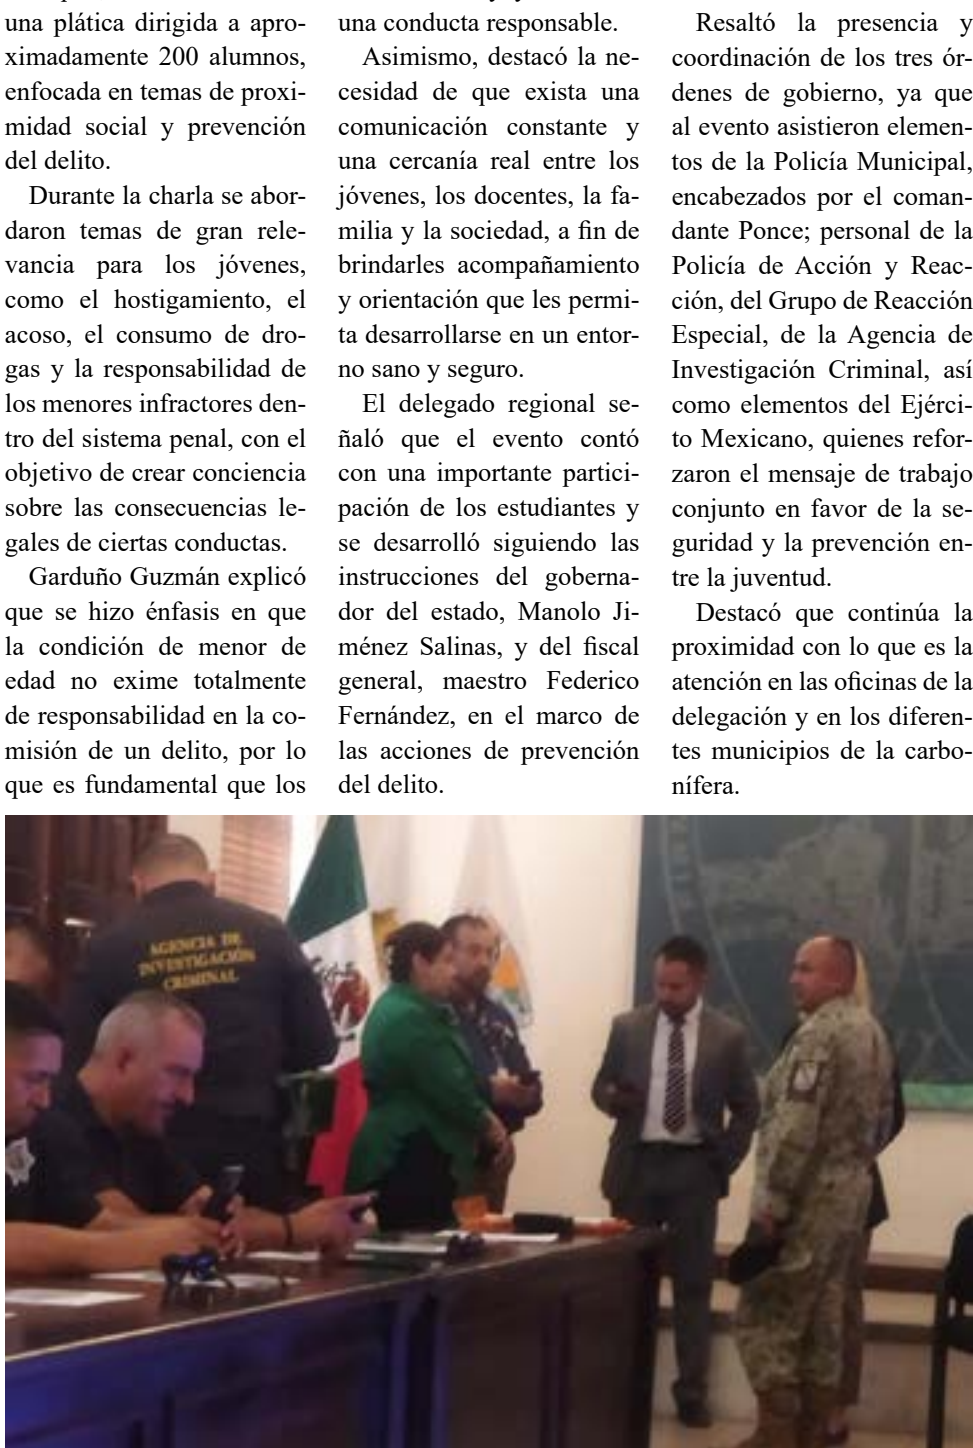 una plática dirigida a apro-
ximadamente 200 alumnos,
enfocada en temas de proxi-
midad social y prevención
del delito.
Durante la charla se abor-
daron temas de gran rele-
vancia para los jóvenes,
como el hostigamiento, el
acoso, el consumo de dro-
gas y la responsabilidad de
los menores infractores den-
tro del sistema penal, con el
objetivo de crear conciencia
sobre las consecuencias le-
gales de ciertas conductas.
Garduño Guzmán explicó
que se hizo énfasis en que
la condición de menor de
edad no exime totalmente
de responsabilidad en la co-
misión de un delito, por lo
que es fundamental que los
una conducta responsable.
Asimismo, destacó la ne-
cesidad de que exista una
comunicación constante y
una cercanía real entre los
jóvenes, los docentes, la fa-
milia y la sociedad, a fin de
brindarles acompañamiento
y orientación que les permi-
ta desarrollarse en un entor-
no sano y seguro.
El delegado regional se-
ñaló que el evento contó
con una importante partici-
pación de los estudiantes y
se desarrolló siguiendo las
instrucciones del goberna-
dor del estado, Manolo Ji-
ménez Salinas, y del fiscal
general, maestro Federico
Fernández, en el marco de
las acciones de prevención
del delito.
Resaltó la presencia y
coordinación de los tres ór-
denes de gobierno, ya que
al evento asistieron elemen-
tos de la Policía Municipal,
encabezados por el coman-
dante Ponce; personal de la
Policía de Acción y Reac-
ción, del Grupo de Reacción
Especial, de la Agencia de
Investigación Criminal, así
como elementos del Ejérci-
to Mexicano, quienes refor-
zaron el mensaje de trabajo
conjunto en favor de la se-
guridad y la prevención en-
tre la juventud.
Destacó que continúa la
proximidad con lo que es la
atención en las oficinas de la
delegación y en los diferen-
tes municipios de la carbo-
nífera.
AGENCIA DE
INVESTIGACIÓN
CRIMINAL